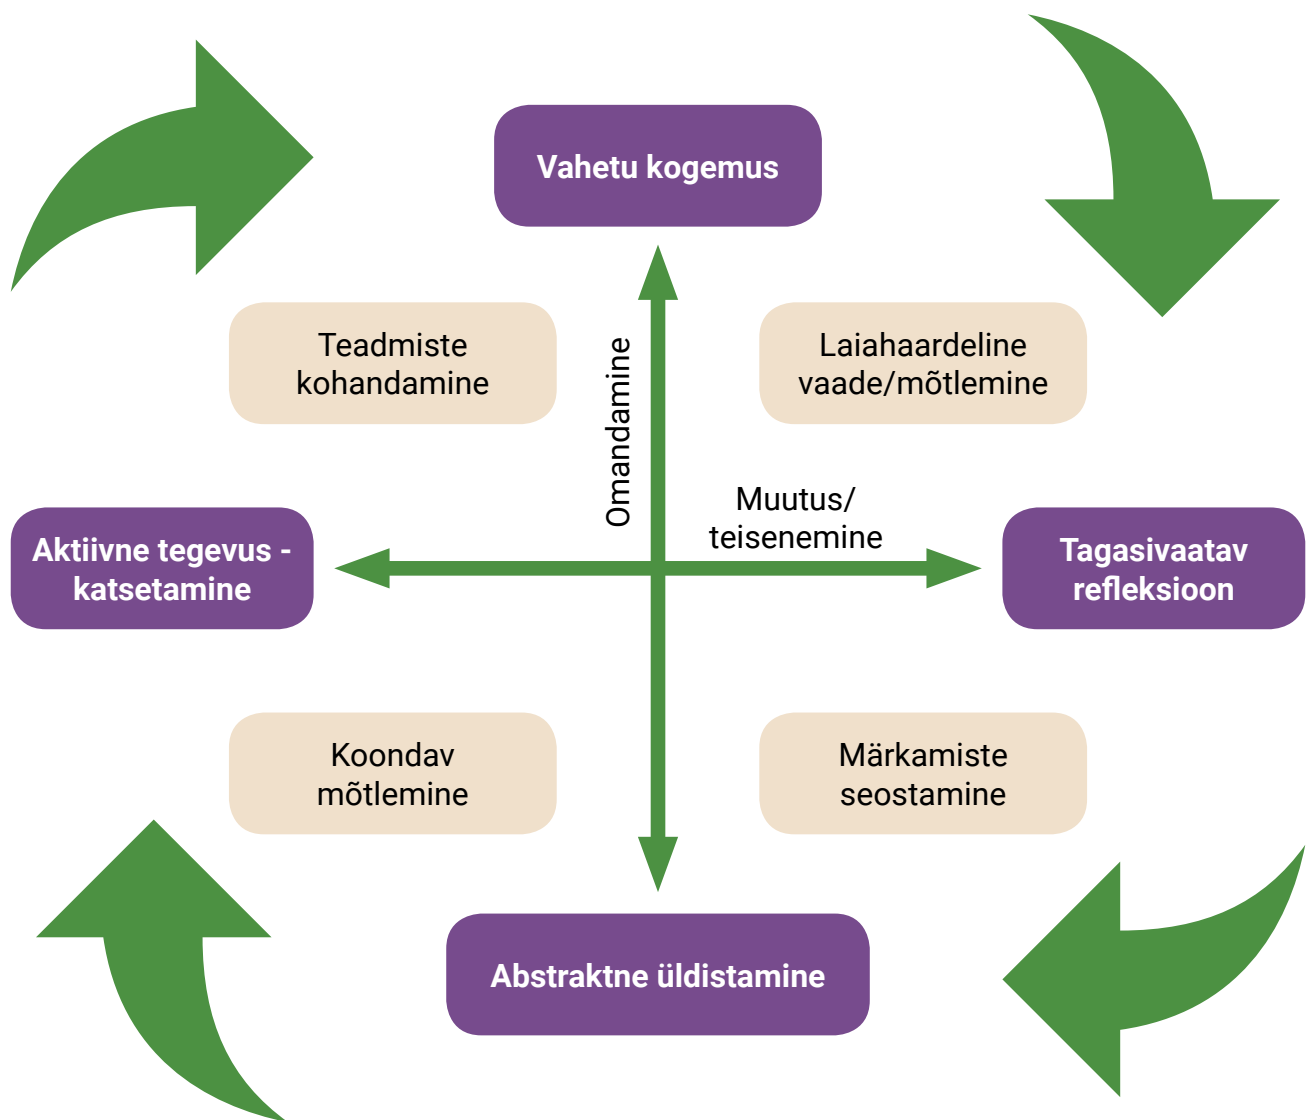 Vahetu kogemus
Teadmiste
kohandamine
Laiahaardeline
vaade/mõtlemine
Omandamine
Muutus/
teisenemine
Aktiivne tegevus -
katsetamine
Tagasivaatav
refleksioon
Koondav
mõtlemine
Märkamiste
seostamine
Abstraktne üldistamine